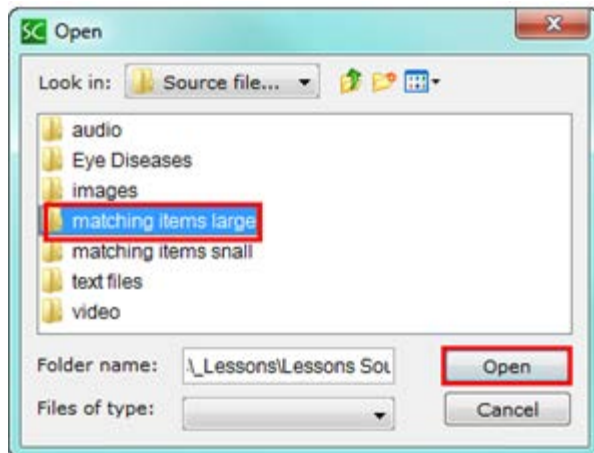 SC Open
Look in: Source file...
audio
Eye Diseases
images
matching items large
matching items snall
text files
video
Folder name: .\_Lessons\Lessons Sou
Open
Files of type:
Cancel